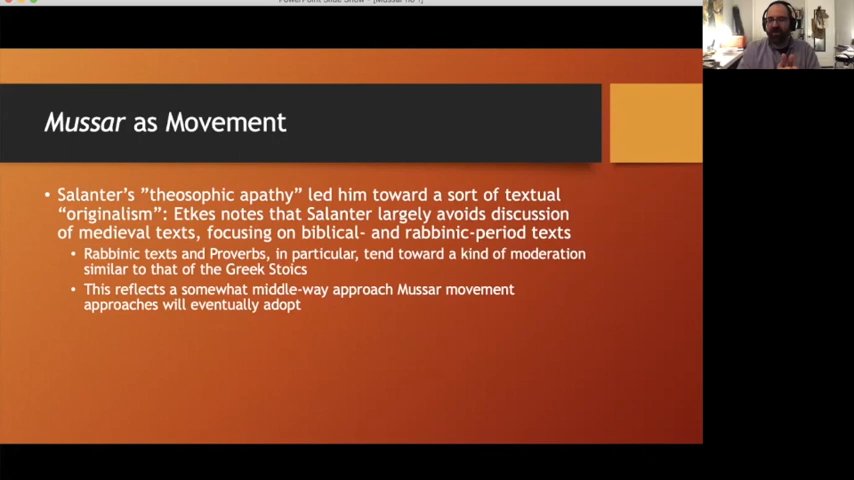 PowerPoint Slide Show - [Mussar no 1]
Mussar as Movement
• Salanter's ”theosophic apathy” led him toward a sort of textual
“originalism”: Etkes notes that Salanter largely avoids discussion
of medieval texts, focusing on biblical- and rabbinic-period texts
• Rabbinic texts and Proverbs, in particular, tend toward a kind of moderation
similar to that of the Greek Stoics
• This reflects a somewhat middle-way approach Mussar movement
approaches will eventually adopt